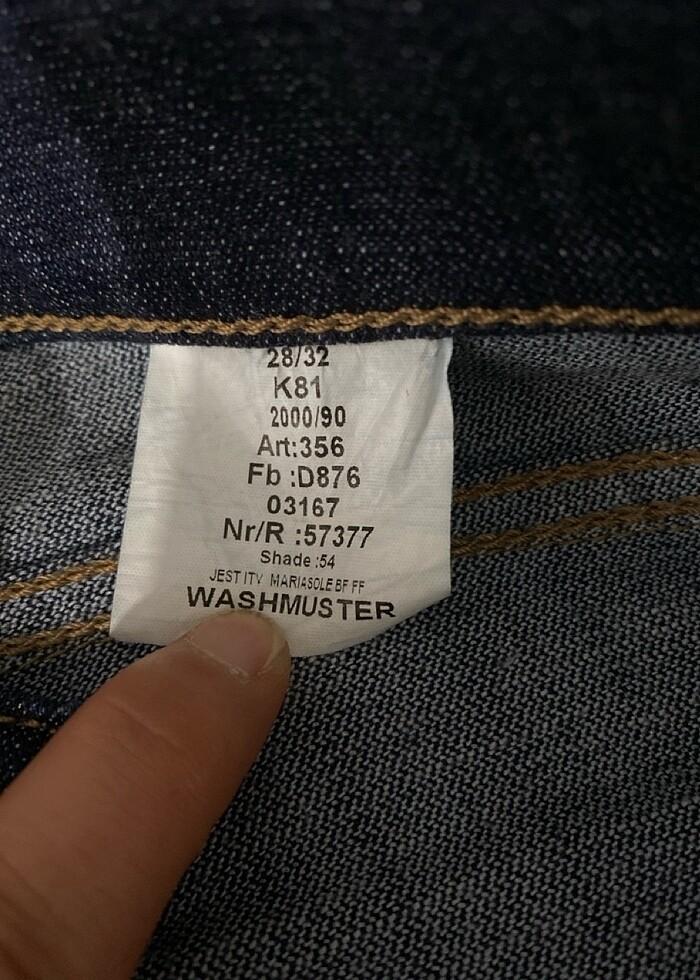 28/32
K81
2000/90
Art:356
Fb :D876
03167
Nr/R :57377
Shade :54
JEST ITV MARIASOLE BF FF
WASHMUSTER